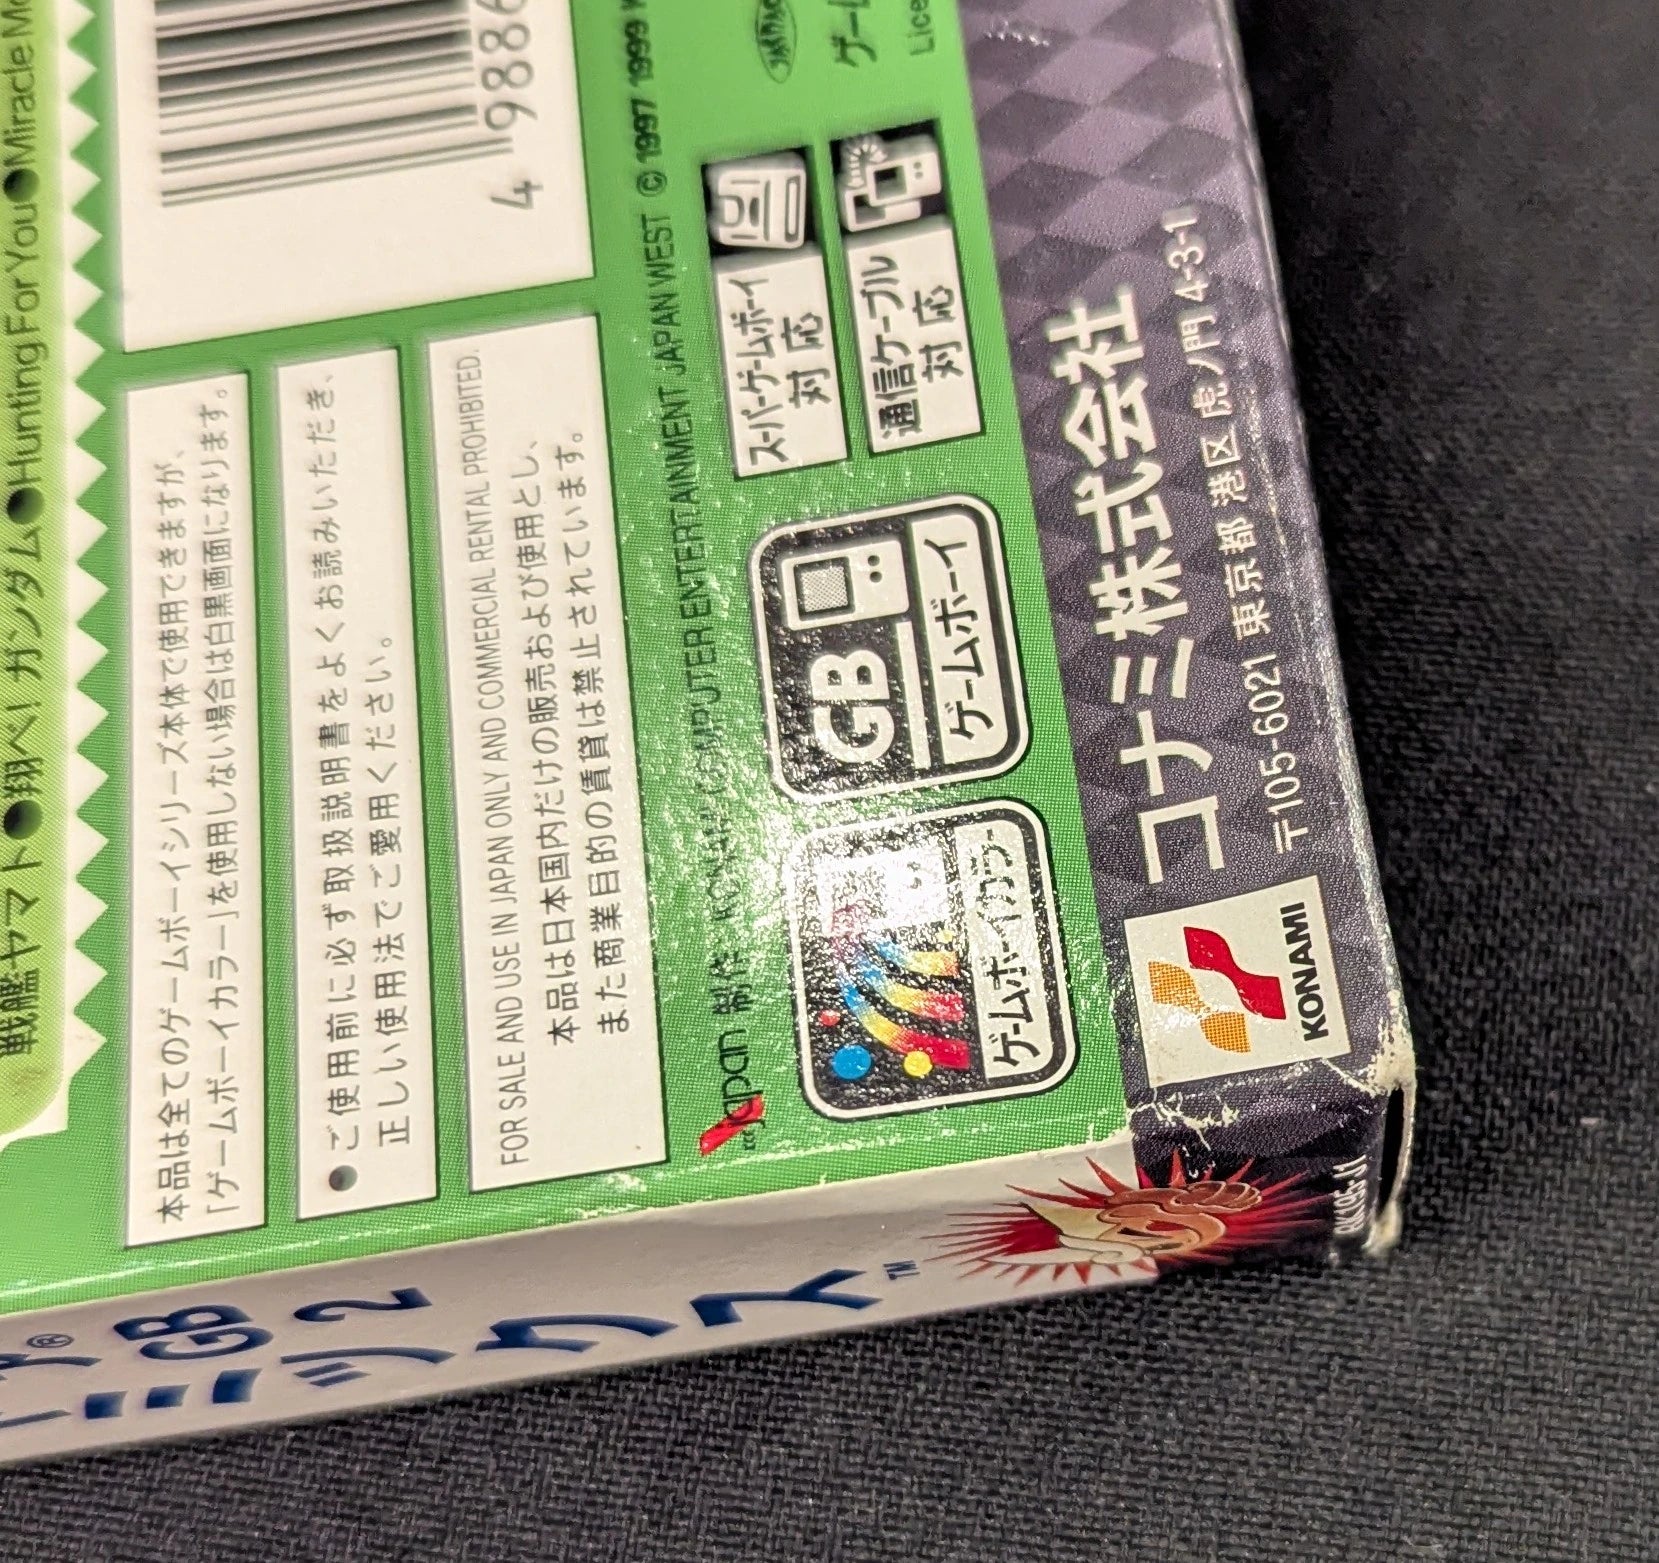 戦艦ヤマト●翔べ! ガンダム●Hunting For You●Miracle
本品は全てのゲームボーイシリーズ本体で使用できますが、
「ゲームボーイカラー」を使用しない場合は白黒画面になります。
●ご使用前に必ず取扱説明書をよくお読みいただき、
正しい使用法でご愛用ください。
FOR SALE AND USE IN JAPAN ONLY AND COMMERCIAL RENTAL PROHIBITED.
本品は日本国内だけの販売および使用とし、
また商業目的の賃貸は禁止されています。
4 9886
for Japan
製作/KONAMI COMPUTER ENTERTAINMENT JAPAN WEST © 1997 1999
ゲームボーイカラー
GB
ゲームボーイ
スーパーゲームボーイ
対応
通信ケーブル
対応
KONAMI
コナミ株式会社
〒105-6021 東京都 港区 虎ノ門 4-3-1
GB
2
ミックス™